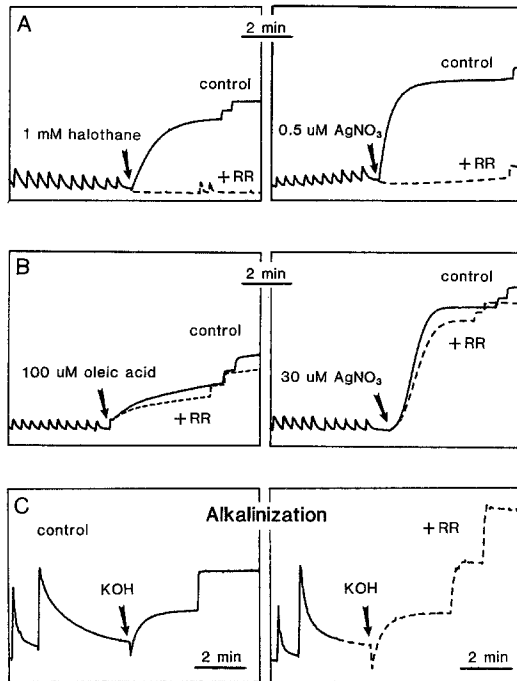 A
2 min
control
1 mM halothane
+RR
control
0.5 uM AgNO₃
+RR
B
2 min
control
100 uM oleic acid
+RR
control
30 uM AgNO₃
+RR
C
Alkalinization
control
KOH
2 min
+RR
KOH
2 min